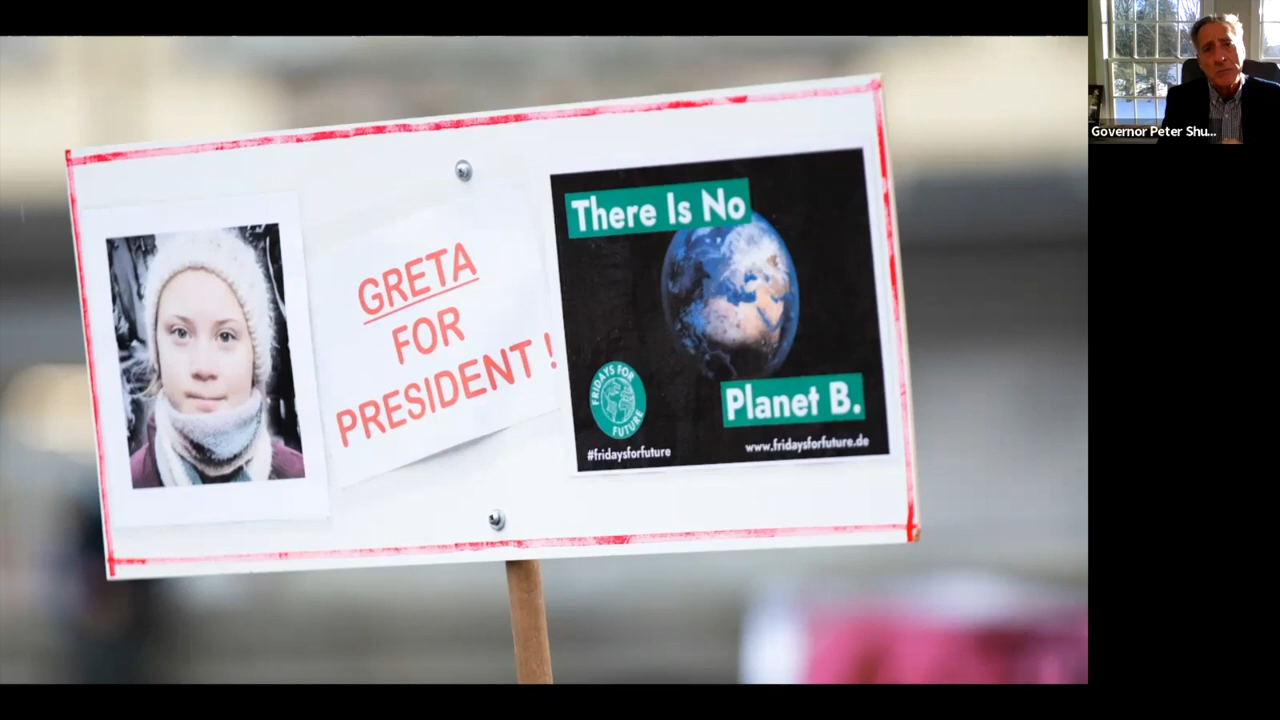 GRETA
FOR
PRESIDENT !
There Is No
Planet B.
FRIDAYS FOR
FUTURE
#fridaysforfuture
www.fridaysforfuture.de
Governor Peter Shu...